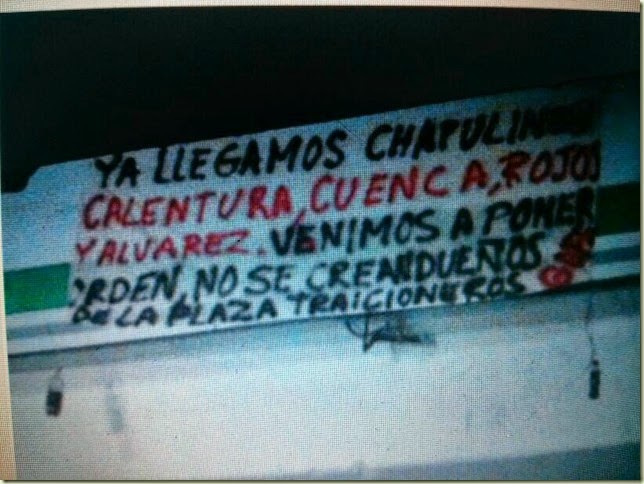 YA LLEGAMOS CHAPULINES
CALENTURA, CUENCA, ROJOS
Y ALVAREZ. VENIMOS A PONER
ORDEN, NO SE CREAN DUEÑOS
DE LA PLAZA TRAICIONEROS